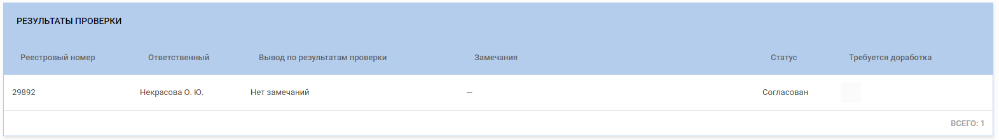 РЕЗУЛЬТАТЫ ПРОВЕРКИ
Реестровый номер Ответственный Вывод по результатам проверки Замечания Статус Требуется доработка
29892 Некрасова О. Ю. Нет замечаний — Согласован
ВСЕГО: 1